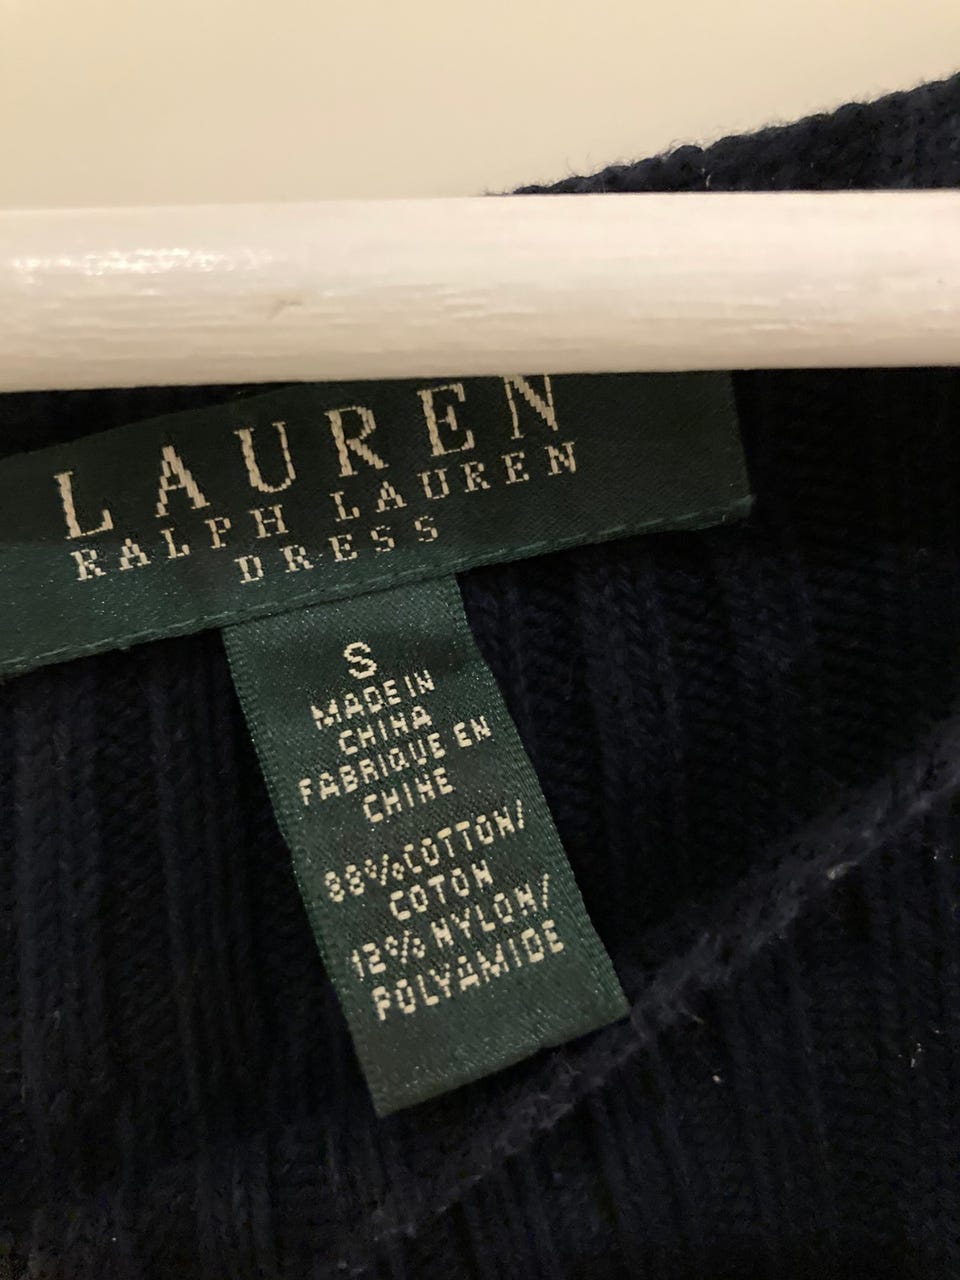 LAUREN
RALPH LAUREN
DRESS
S
MADE IN
CHINA
FABRIQUE EN
CHINE
88%COTTON/
COTON
12% NYLON/
POLYAMIDE